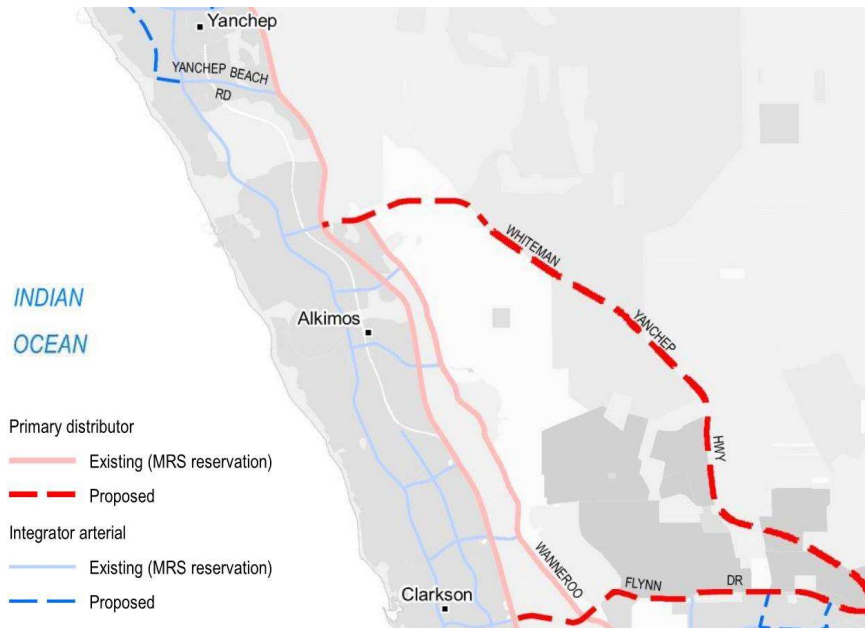 Yanchep
YANCHEP BEACH
RD
WHITEMAN
YANCHEP
HWY
INDIAN
OCEAN
Alkimos
Primary distributor
Existing (MRS reservation)
Proposed
Integrator arterial
Existing (MRS reservation)
Proposed
WANNEROO
FLYNN
DR
Clarkson